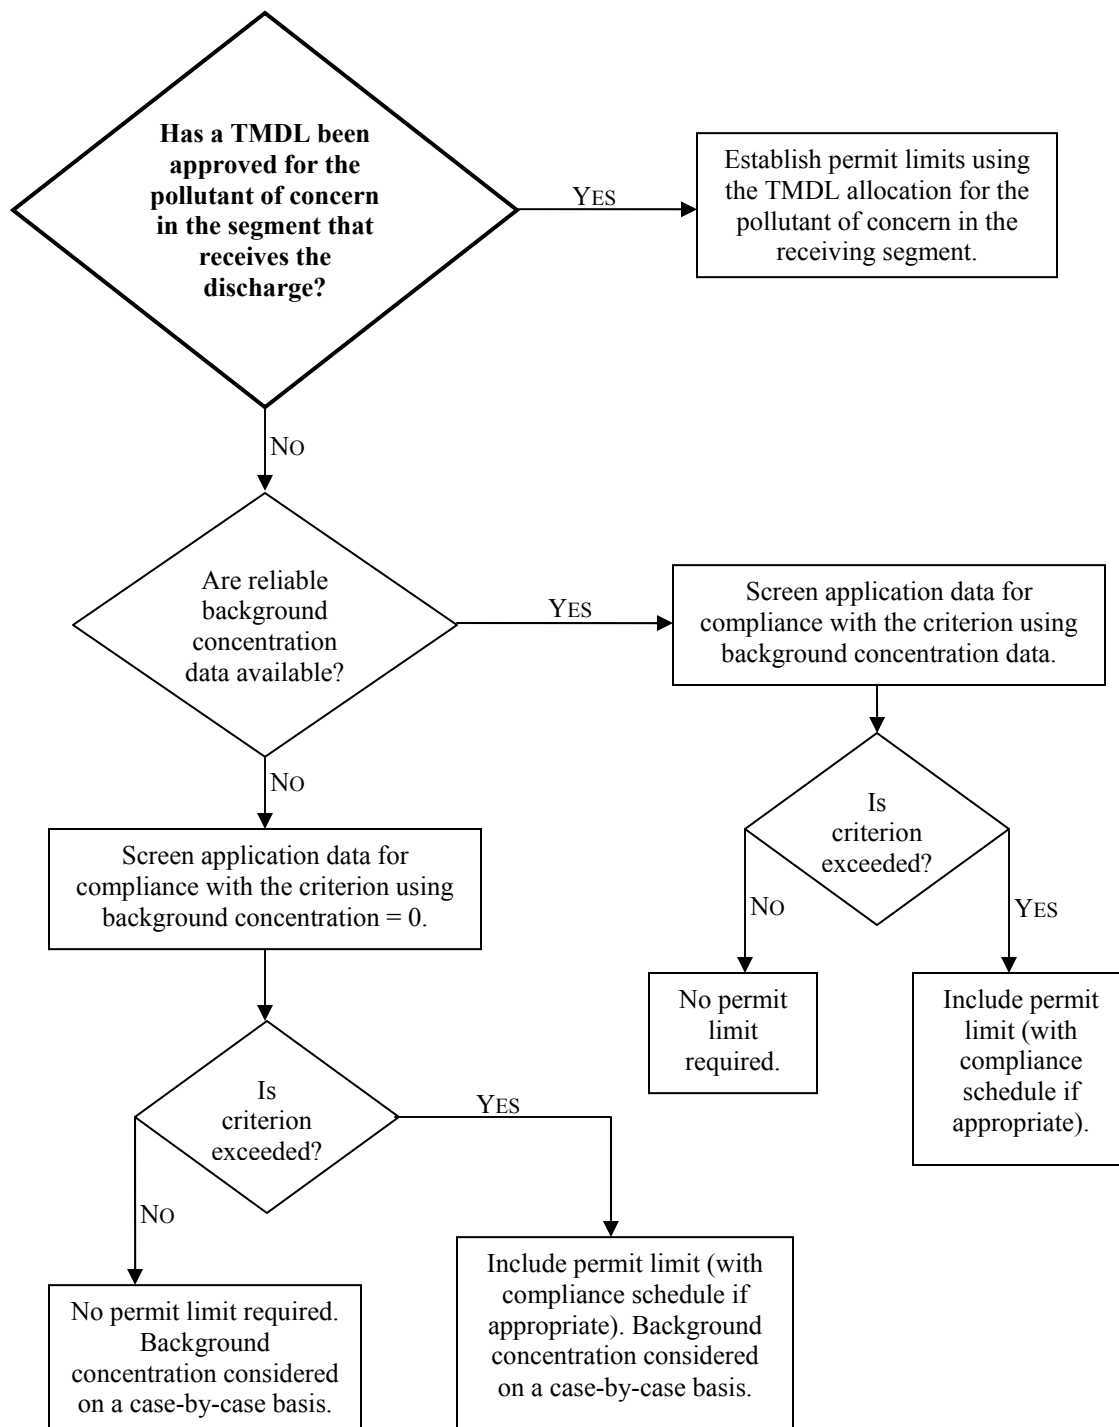 Has a TMDL been
approved for the
pollutant of concern
in the segment that
receives the
discharge?
YES
Establish permit limits using
the TMDL allocation for the
pollutant of concern in the
receiving segment.
NO
Are reliable
background
concentration
data available?
YES
Screen application data for
compliance with the criterion using
background concentration data.
NO
Is
criterion
exceeded?
NO
YES
No permit
limit
required.
Include permit
limit (with
compliance
schedule if
appropriate).
Screen application data for
compliance with the criterion using
background concentration = 0.
Is
criterion
exceeded?
YES
NO
No permit limit required.
Background
concentration considered
on a case-by-case basis.
Include permit limit (with
compliance schedule if
appropriate). Background
concentration considered
on a case-by-case basis.